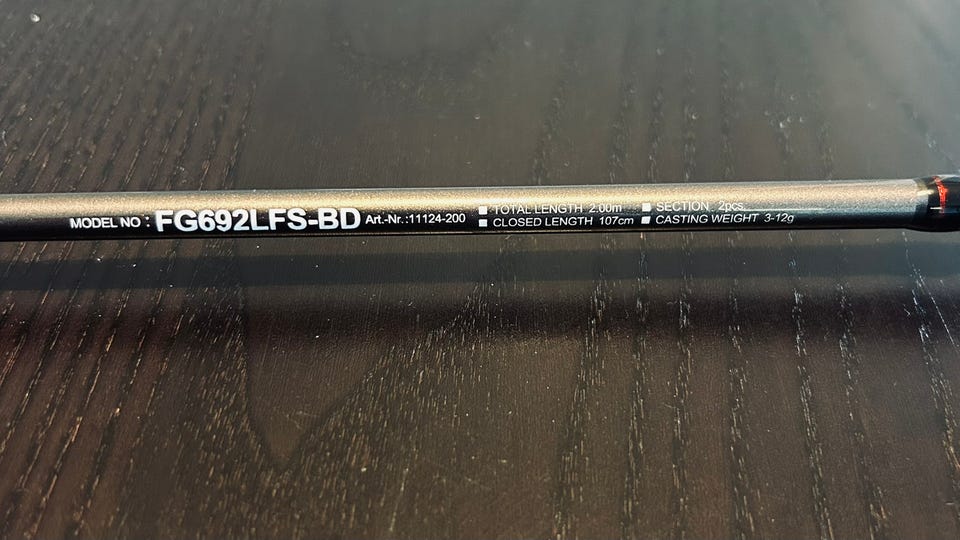 MODEL NO : FG692LFS-BD Art.-Nr.:11124-200
■ TOTAL LENGTH 2.00m ■ SECTION 2pcs
■ CLOSED LENGTH 107cm ■ CASTING WEIGHT 3-12g